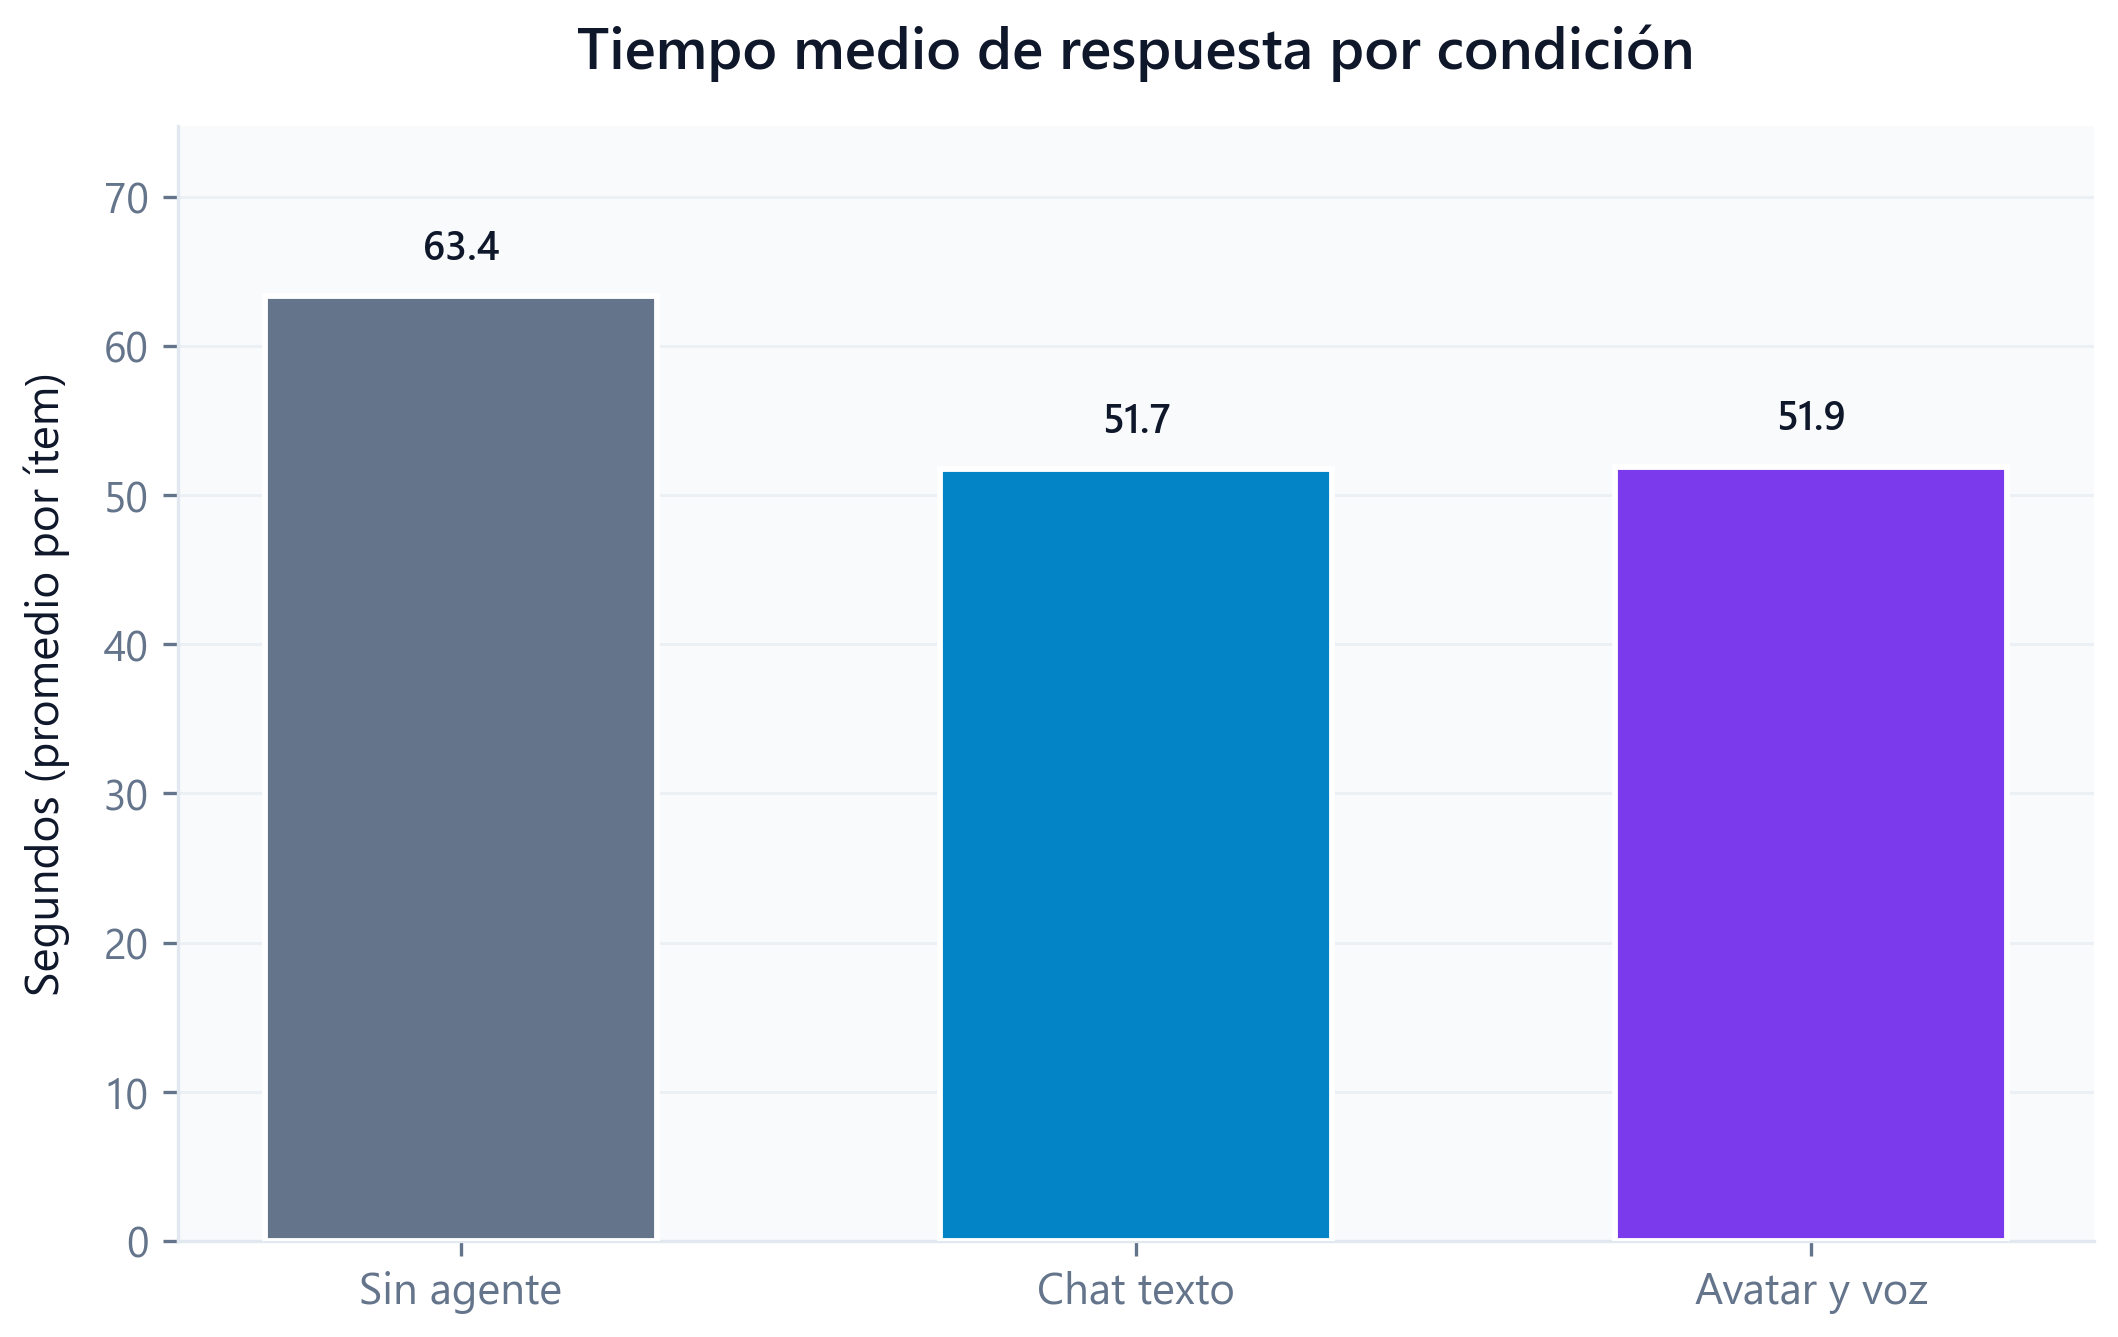 Tiempo medio de respuesta por condición
Segundos (promedio por ítem)
70
60
50
40
30
20
10
0
63.4
51.7
51.9
Sin agente
Chat texto
Avatar y voz